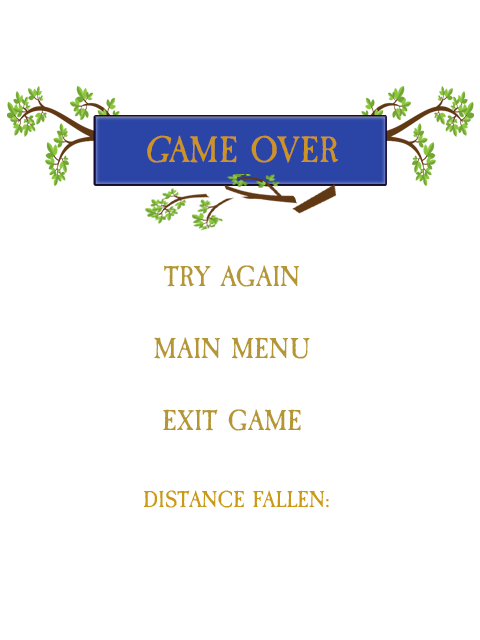 GAME OVER
TRY AGAIN
MAIN MENU
EXIT GAME
DISTANCE FALLEN: